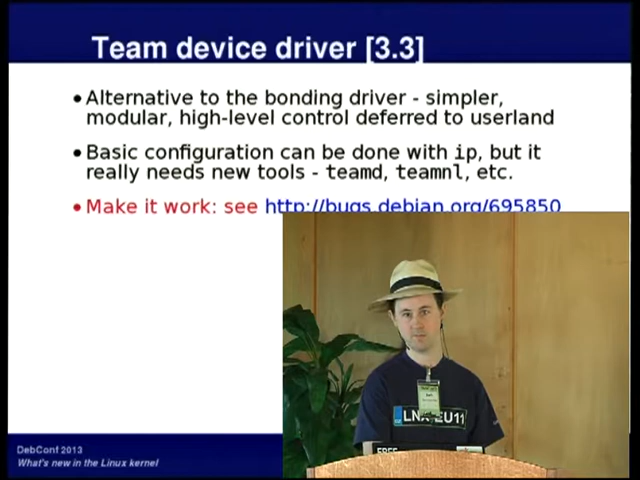 Team device driver [3.3]
Alternative to the bonding driver - simpler,
modular, high-level control deferred to userland
Basic configuration can be done with ip, but it
really needs new tools - teamd, teamnl, etc.
Make it work: see http://bugs.debian.org/695850
LNX EU11
FREE
DebConf 2013
What's new in the Linux kernel